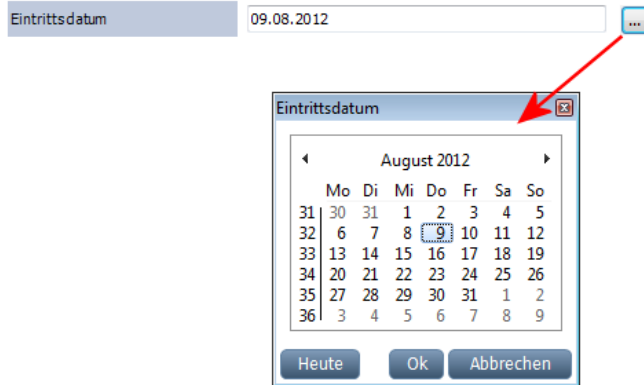 Eintrittsdatum 09.08.2012 ...
Eintrittsdatum
August 2012
Mo Di Mi Do Fr Sa So
31 30 31 1 2 3 4 5
32 6 7 8 9 10 11 12
33 13 14 15 16 17 18 19
34 20 21 22 23 24 25 26
35 27 28 29 30 31 1 2
36 3 4 5 6 7 8 9
Heute Ok Abbrechen